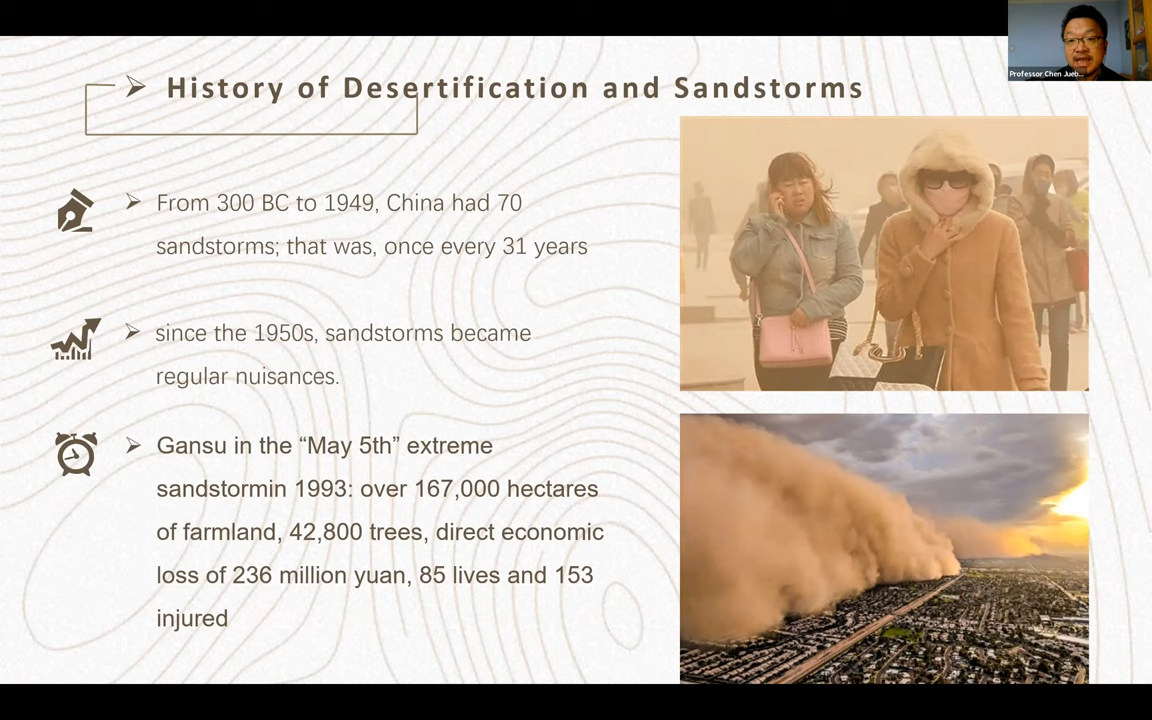 History of Desertification and Sandstorms
From 300 BC to 1949, China had 70
sandstorms; that was, once every 31 years
since the 1950s, sandstorms became
regular nuisances.
Gansu in the “May 5th” extreme
sandstormin 1993: over 167,000 hectares
of farmland, 42,800 trees, direct economic
loss of 236 million yuan, 85 lives and 153
injured
Professor Chen Jueb...